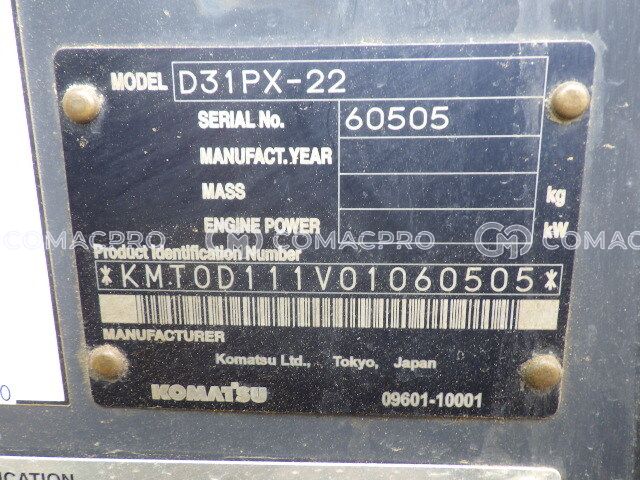 MODEL D31PX-22
SERIAL No. 60505
MANUFACT.YEAR
MASS kg
ENGINE POWER kW
COMACPRO COMACPRO COMACPRO
Product Identification Number
*KMT0D111V01060505*
MANUFACTURER
Komatsu Ltd., Tokyo, Japan
KOMATSU 09601-10001